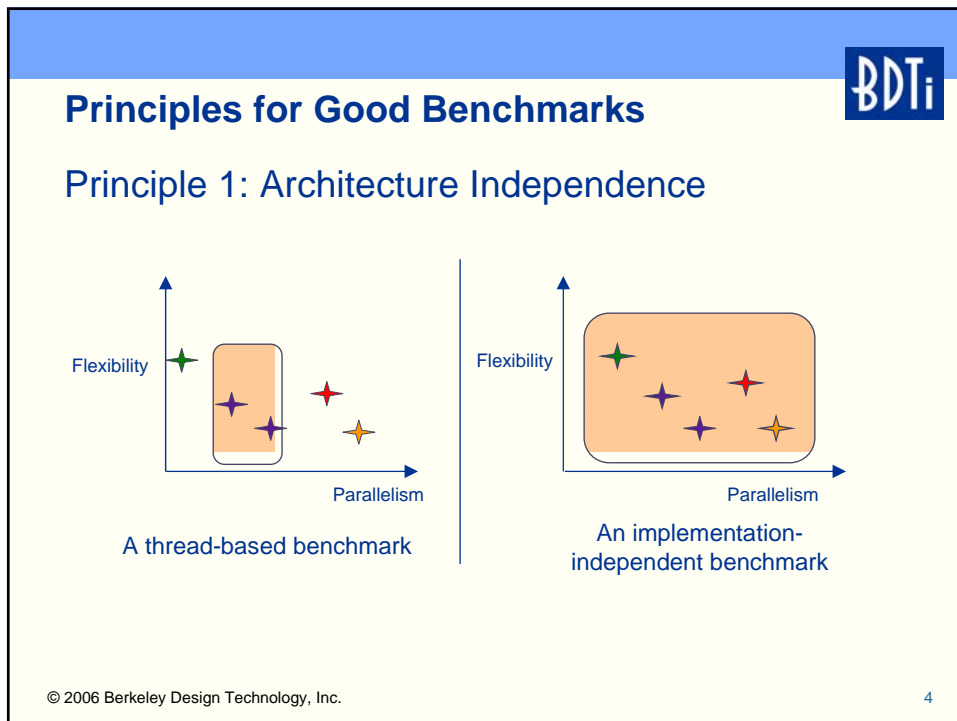 BDTi
Principles for Good Benchmarks
Principle 1: Architecture Independence
Flexibility
Parallelism
A thread-based benchmark
Flexibility
Parallelism
An implementation-
independent benchmark
© 2006 Berkeley Design Technology, Inc.
4